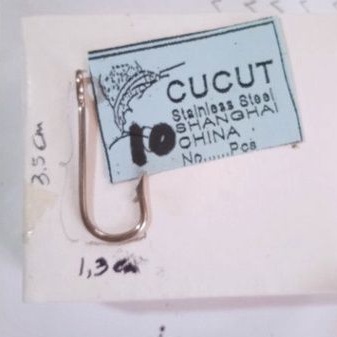 CUCUT
Stainless Steel
SHANGHAI
10
CHINA
No......Pcs
3.5 cm
1,3 cm